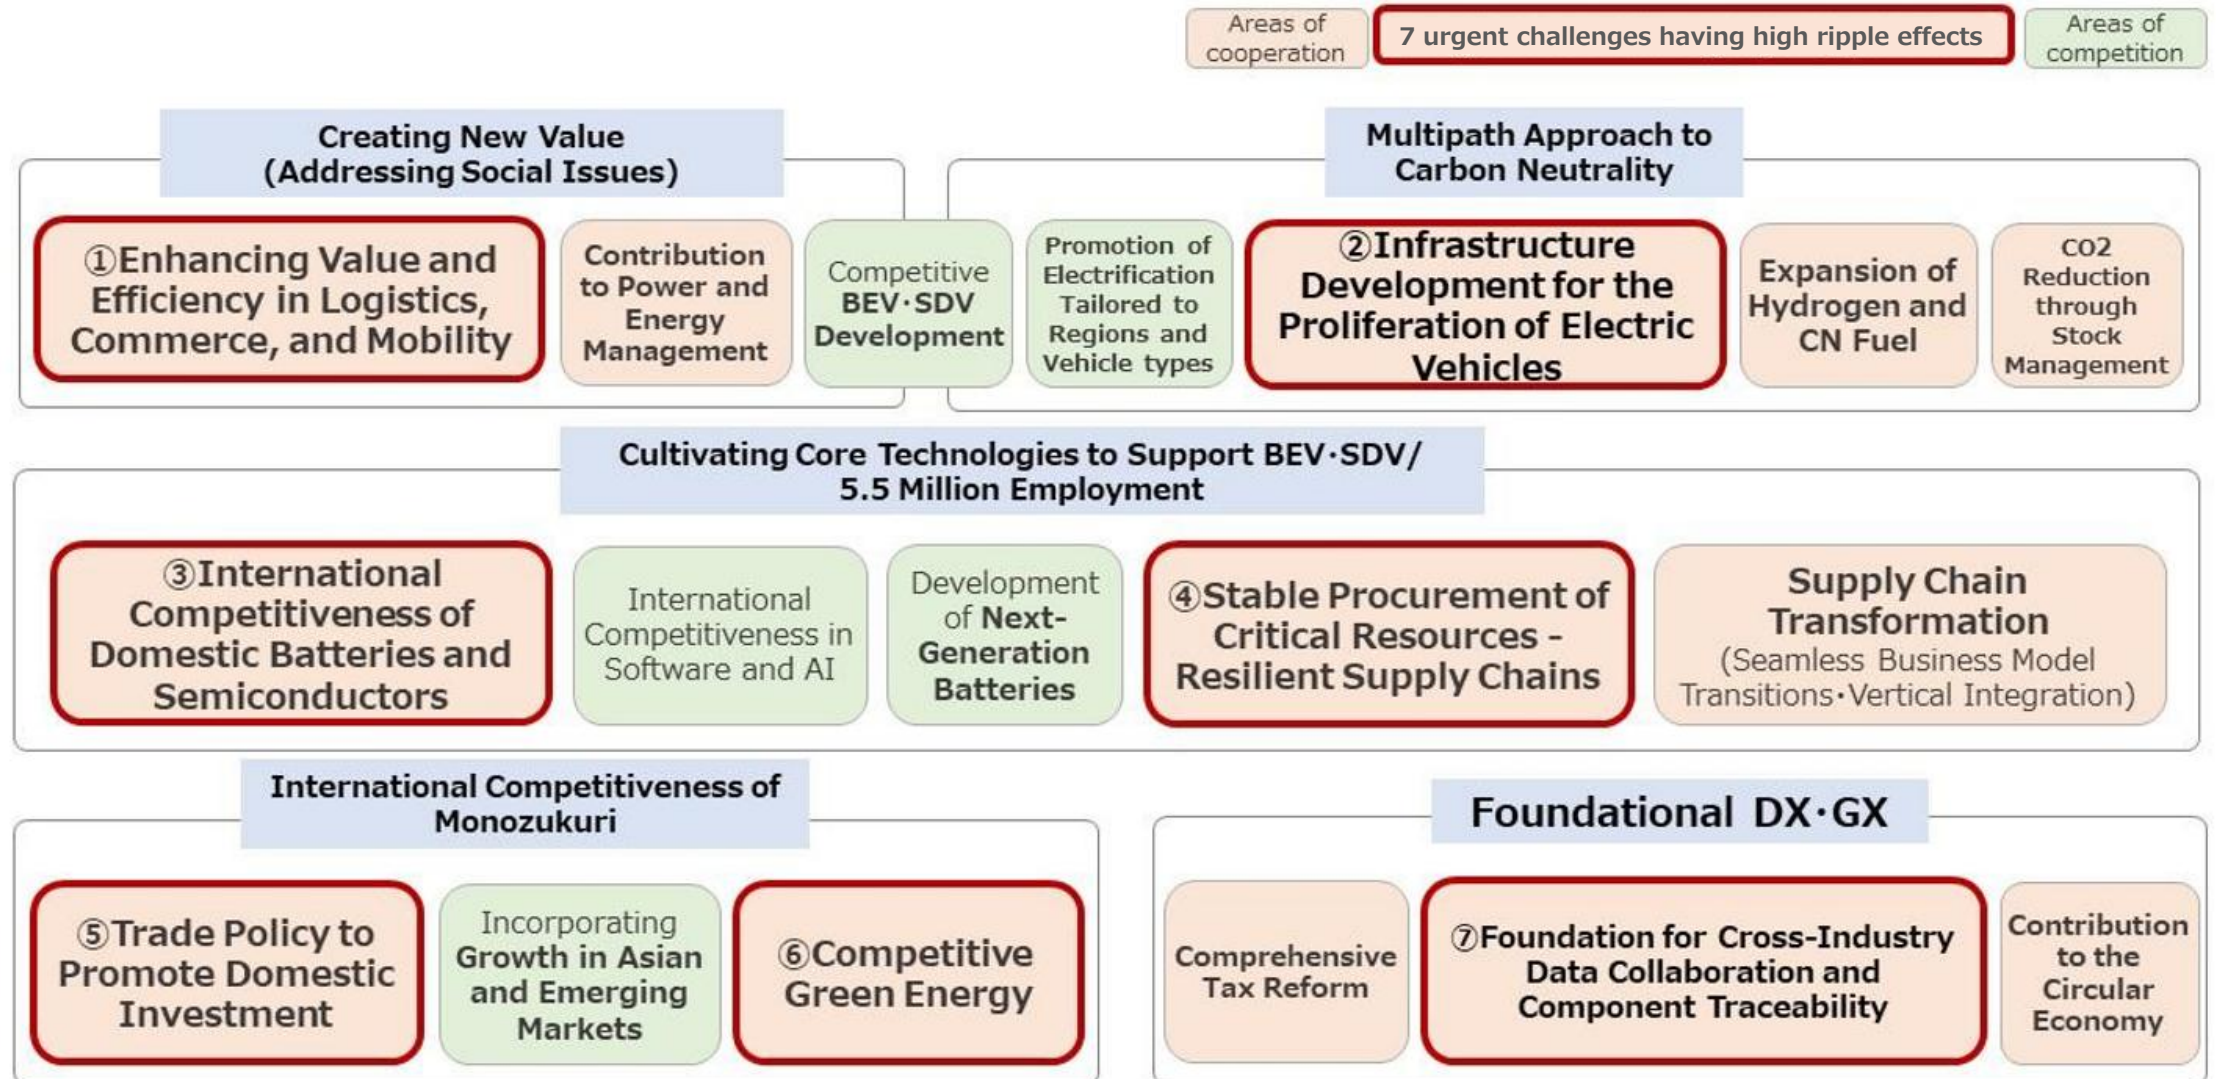 Areas of
cooperation
7 urgent challenges having high ripple effects
Areas of
competition
Creating New Value
(Addressing Social Issues)
①Enhancing Value and
Efficiency in Logistics,
Commerce, and Mobility
Contribution
to Power and
Energy
Management
Competitive
BEV･SDV
Development
Multipath Approach to
Carbon Neutrality
Promotion of
Electrification
Tailored to
Regions and
Vehicle types
②Infrastructure
Development for the
Proliferation of Electric
Vehicles
Expansion of
Hydrogen and
CN Fuel
CO2
Reduction
through
Stock
Management
Cultivating Core Technologies to Support BEV･SDV/
5.5 Million Employment
③International
Competitiveness of
Domestic Batteries and
Semiconductors
International
Competitiveness in
Software and AI
Development
of Next-
Generation
Batteries
④Stable Procurement of
Critical Resources -
Resilient Supply Chains
Supply Chain
Transformation
(Seamless Business Model
Transitions･Vertical Integration)
International Competitiveness of
Monozukuri
⑤Trade Policy to
Promote Domestic
Investment
Incorporating
Growth in Asian
and Emerging
Markets
⑥Competitive
Green Energy
Foundational DX･GX
Comprehensive
Tax Reform
⑦Foundation for Cross-Industry
Data Collaboration and
Component Traceability
Contribution
to the
Circular
Economy